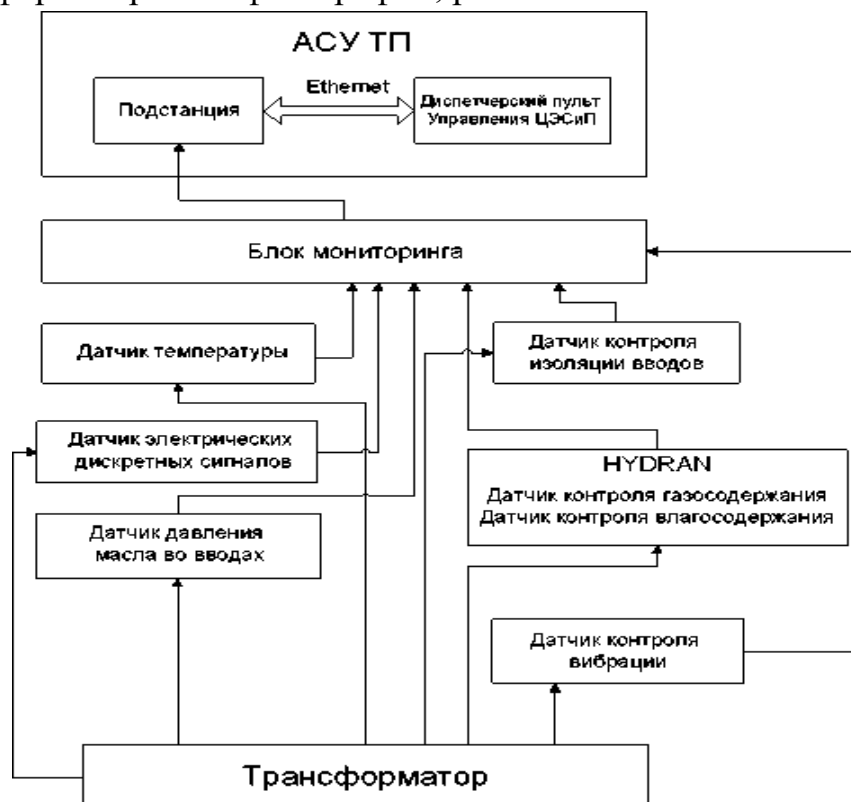 АСУ ТП
Ethernet
Подстанция
Диспетчерский пульт
Управления ЦЭСиП
Блок мониторинга
Датчик температуры
Датчик контроля
изоляции вводов
Датчик электрических
дискретных сигналов
HYDRAN
Датчик контроля газосодержания
Датчик контроля влагосодержания
Датчик давления
масла во вводах
Датчик контроля
вибрации
Трансформатор